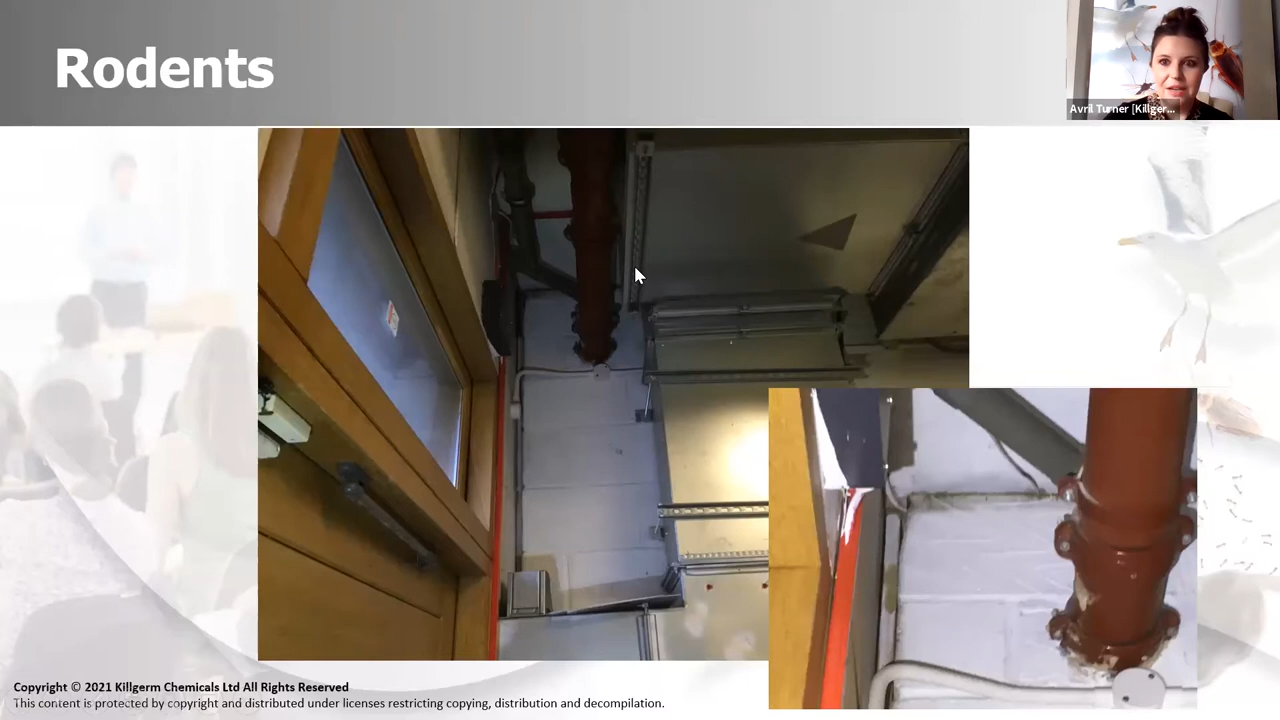 Rodents
Avril Turner [Killger...
Copyright © 2021 Killgerm Chemicals Ltd All Rights Reserved
This content is protected by copyright and distributed under licenses restricting copying, distribution and decompilation.